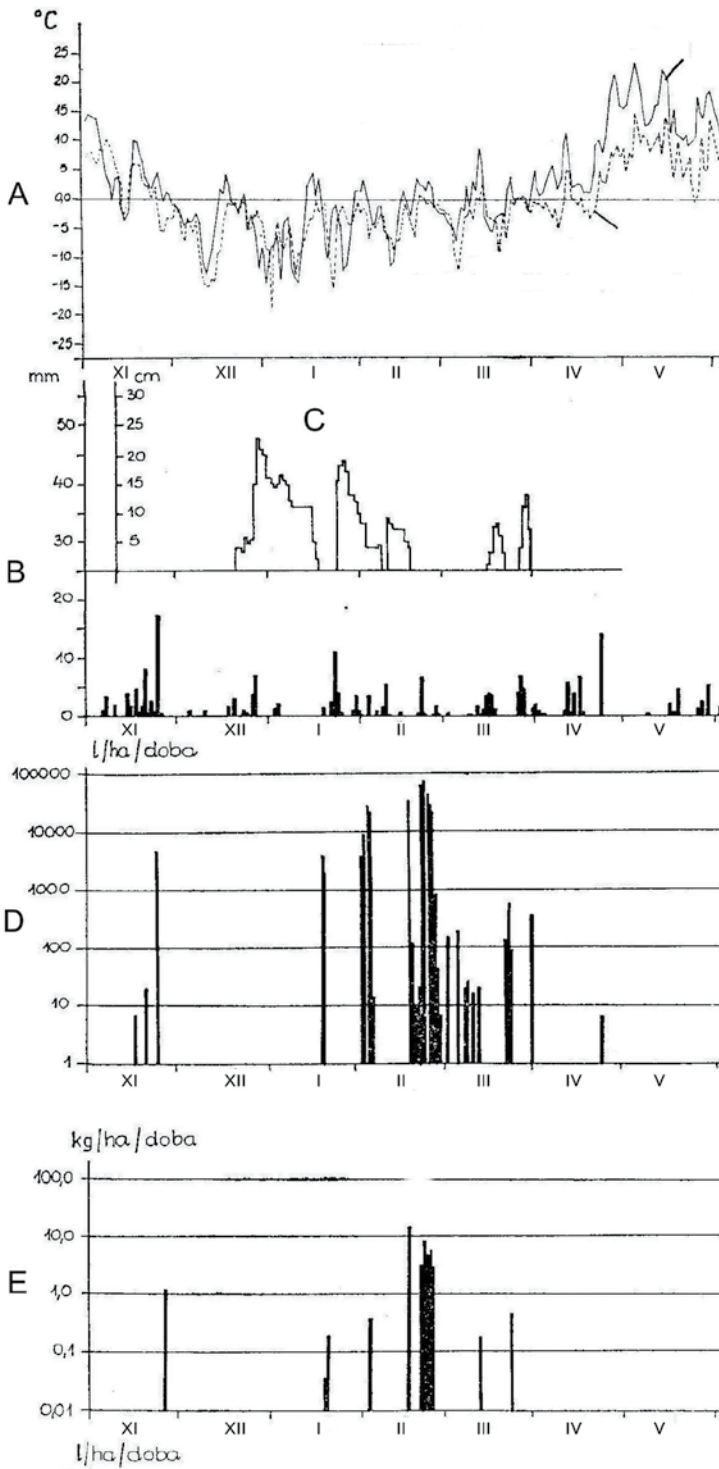 °C
25
20
15
10
5
0,0
-5
-10
-15
-20
-25
A
XI XII I II III IV V
mm
cm
50
40
30
20
10
0
30
25
20
15
10
5
C
B
XI XII I II III IV V
l/ha/doba
100000
10000
1000
100
10
1
D
XI XII I II III IV V
kg/ha/doba
100,0
10,0
1,0
0,1
0,01
E
XI XII I II III IV V
l/ha/doba